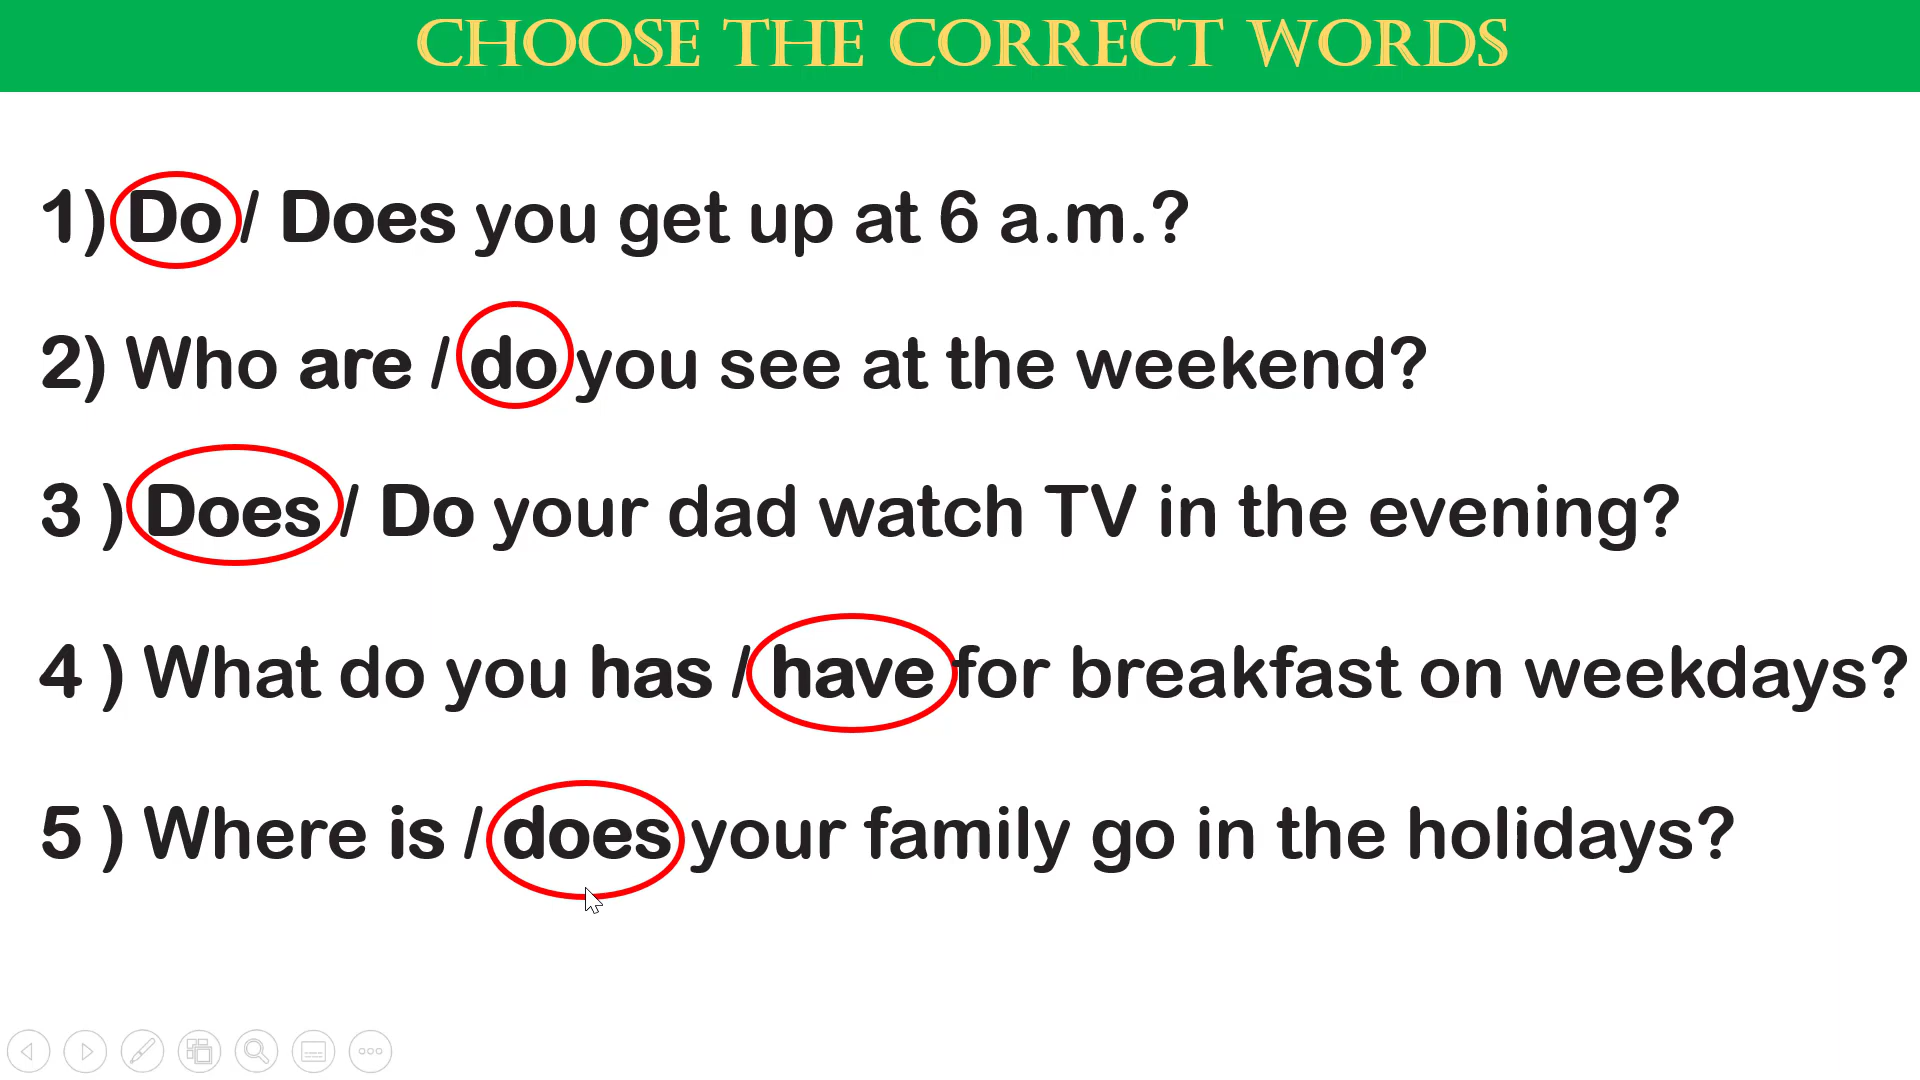 CHOOSE THE CORRECT WORDS
1) Do / Does you get up at 6 a.m.?
2) Who are / do you see at the weekend?
3 ) Does / Do your dad watch TV in the evening?
4 ) What do you has / have for breakfast on weekdays?
5 ) Where is / does your family go in the holidays?